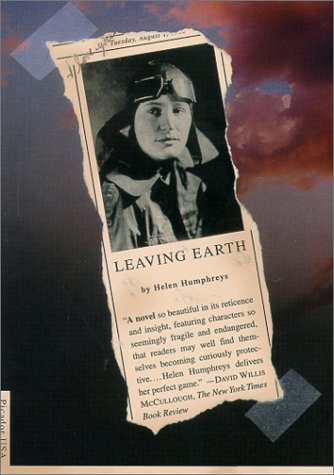 Tuesday, August 1,
LEAVING EARTH
by Helen Humphreys
"A novel so beautiful in its reticence
and insight, featuring characters so
seemingly fragile and endangered,
that readers may well find them-
selves becoming curiously protec-
tive....Helen Humphreys delivers
her perfect game." —DAVID WILLIS
MCCULLOUGH, The New York Times
Book Review
Picador USA